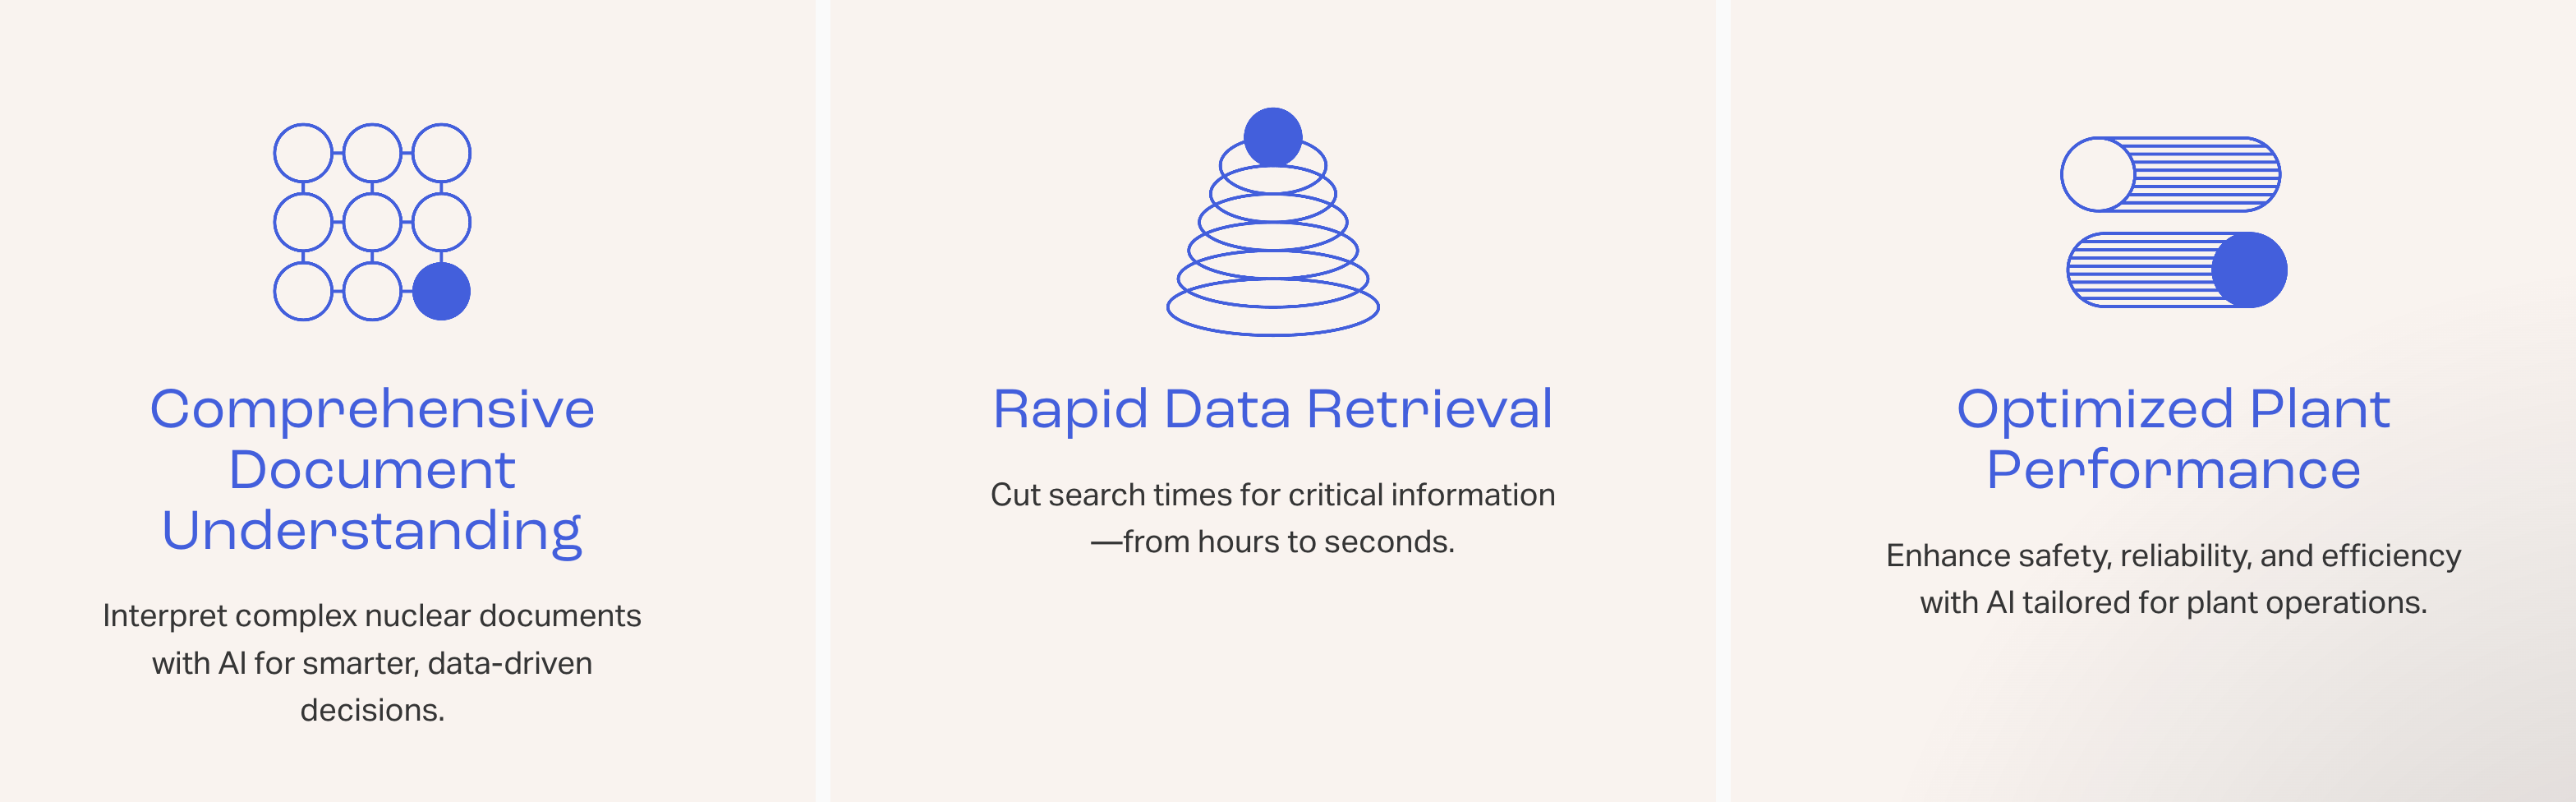 Comprehensive
Document
Understanding
Interpret complex nuclear documents
with AI for smarter, data-driven
decisions.
Rapid Data Retrieval
Cut search times for critical information
—from hours to seconds.
Optimized Plant
Performance
Enhance safety, reliability, and efficiency
with AI tailored for plant operations.